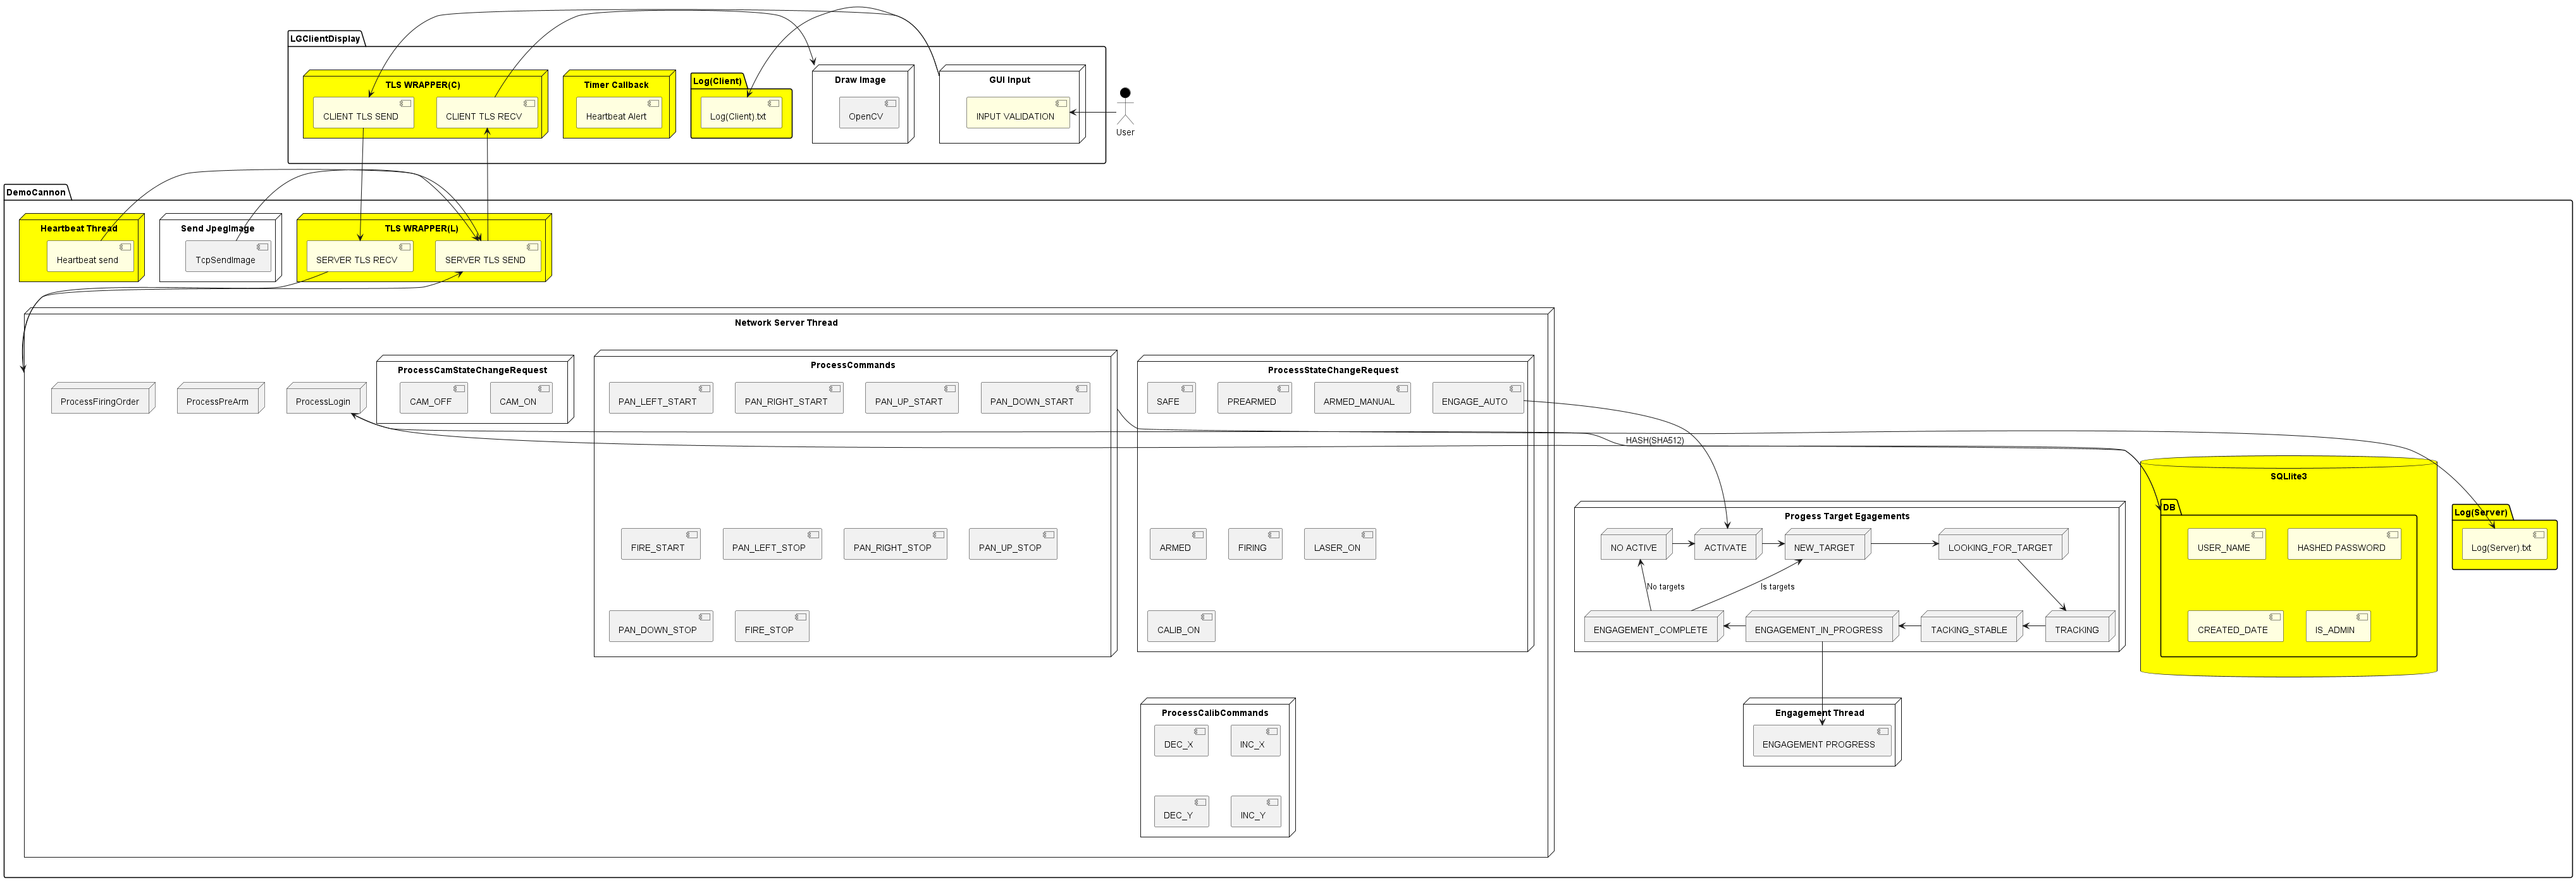 LGClientDisplay
TLS WRAPPER(C)
CLIENT TLS SEND
CLIENT TLS RECV
Timer Callback
Heartbeat Alert
Log(Client)
Log(Client).txt
Draw Image
OpenCV
GUI Input
INPUT VALIDATION
User
DemoCannon
Heartbeat Thread
Heartbeat send
Send JpegImage
TcpSendImage
TLS WRAPPER(L)
SERVER TLS RECV
SERVER TLS SEND
Network Server Thread
ProcessFiringOrder
ProcessPreArm
ProcessLogin
ProcessCamStateChangeRequest
CAM_OFF
CAM_ON
ProcessCommands
PAN_LEFT_START
PAN_RIGHT_START
PAN_UP_START
PAN_DOWN_START
FIRE_START
PAN_LEFT_STOP
PAN_RIGHT_STOP
PAN_UP_STOP
PAN_DOWN_STOP
FIRE_STOP
ProcessStateChangeRequest
SAFE
PREARMED
ARMED_MANUAL
ENGAGE_AUTO
ARMED
FIRING
LASER_ON
CALIB_ON
ProcessCalibCommands
DEC_X
INC_X
DEC_Y
INC_Y
HASH(SHA512)
Progess Target Egagements
NO ACTIVE
ACTIVATE
NEW_TARGET
LOOKING_FOR_TARGET
No targets
Is targets
ENGAGEMENT_COMPLETE
ENGAGEMENT_IN_PROGRESS
TACKING_STABLE
TRACKING
Engagement Thread
ENGAGEMENT PROGRESS
SQLlite3
DB
USER_NAME
HASHED PASSWORD
CREATED_DATE
IS_ADMIN
Log(Server)
Log(Server).txt